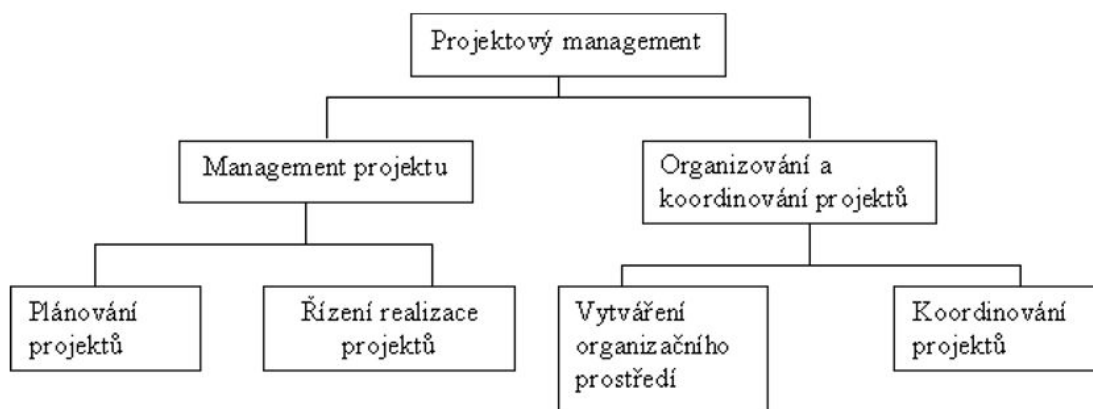 Projektový management
Management projektu
Organizování a
koordinování projektů
Plánování
projektů
Řízení realizace
projektů
Vytváření
organizačního
prostředí
Koordinování
projektů